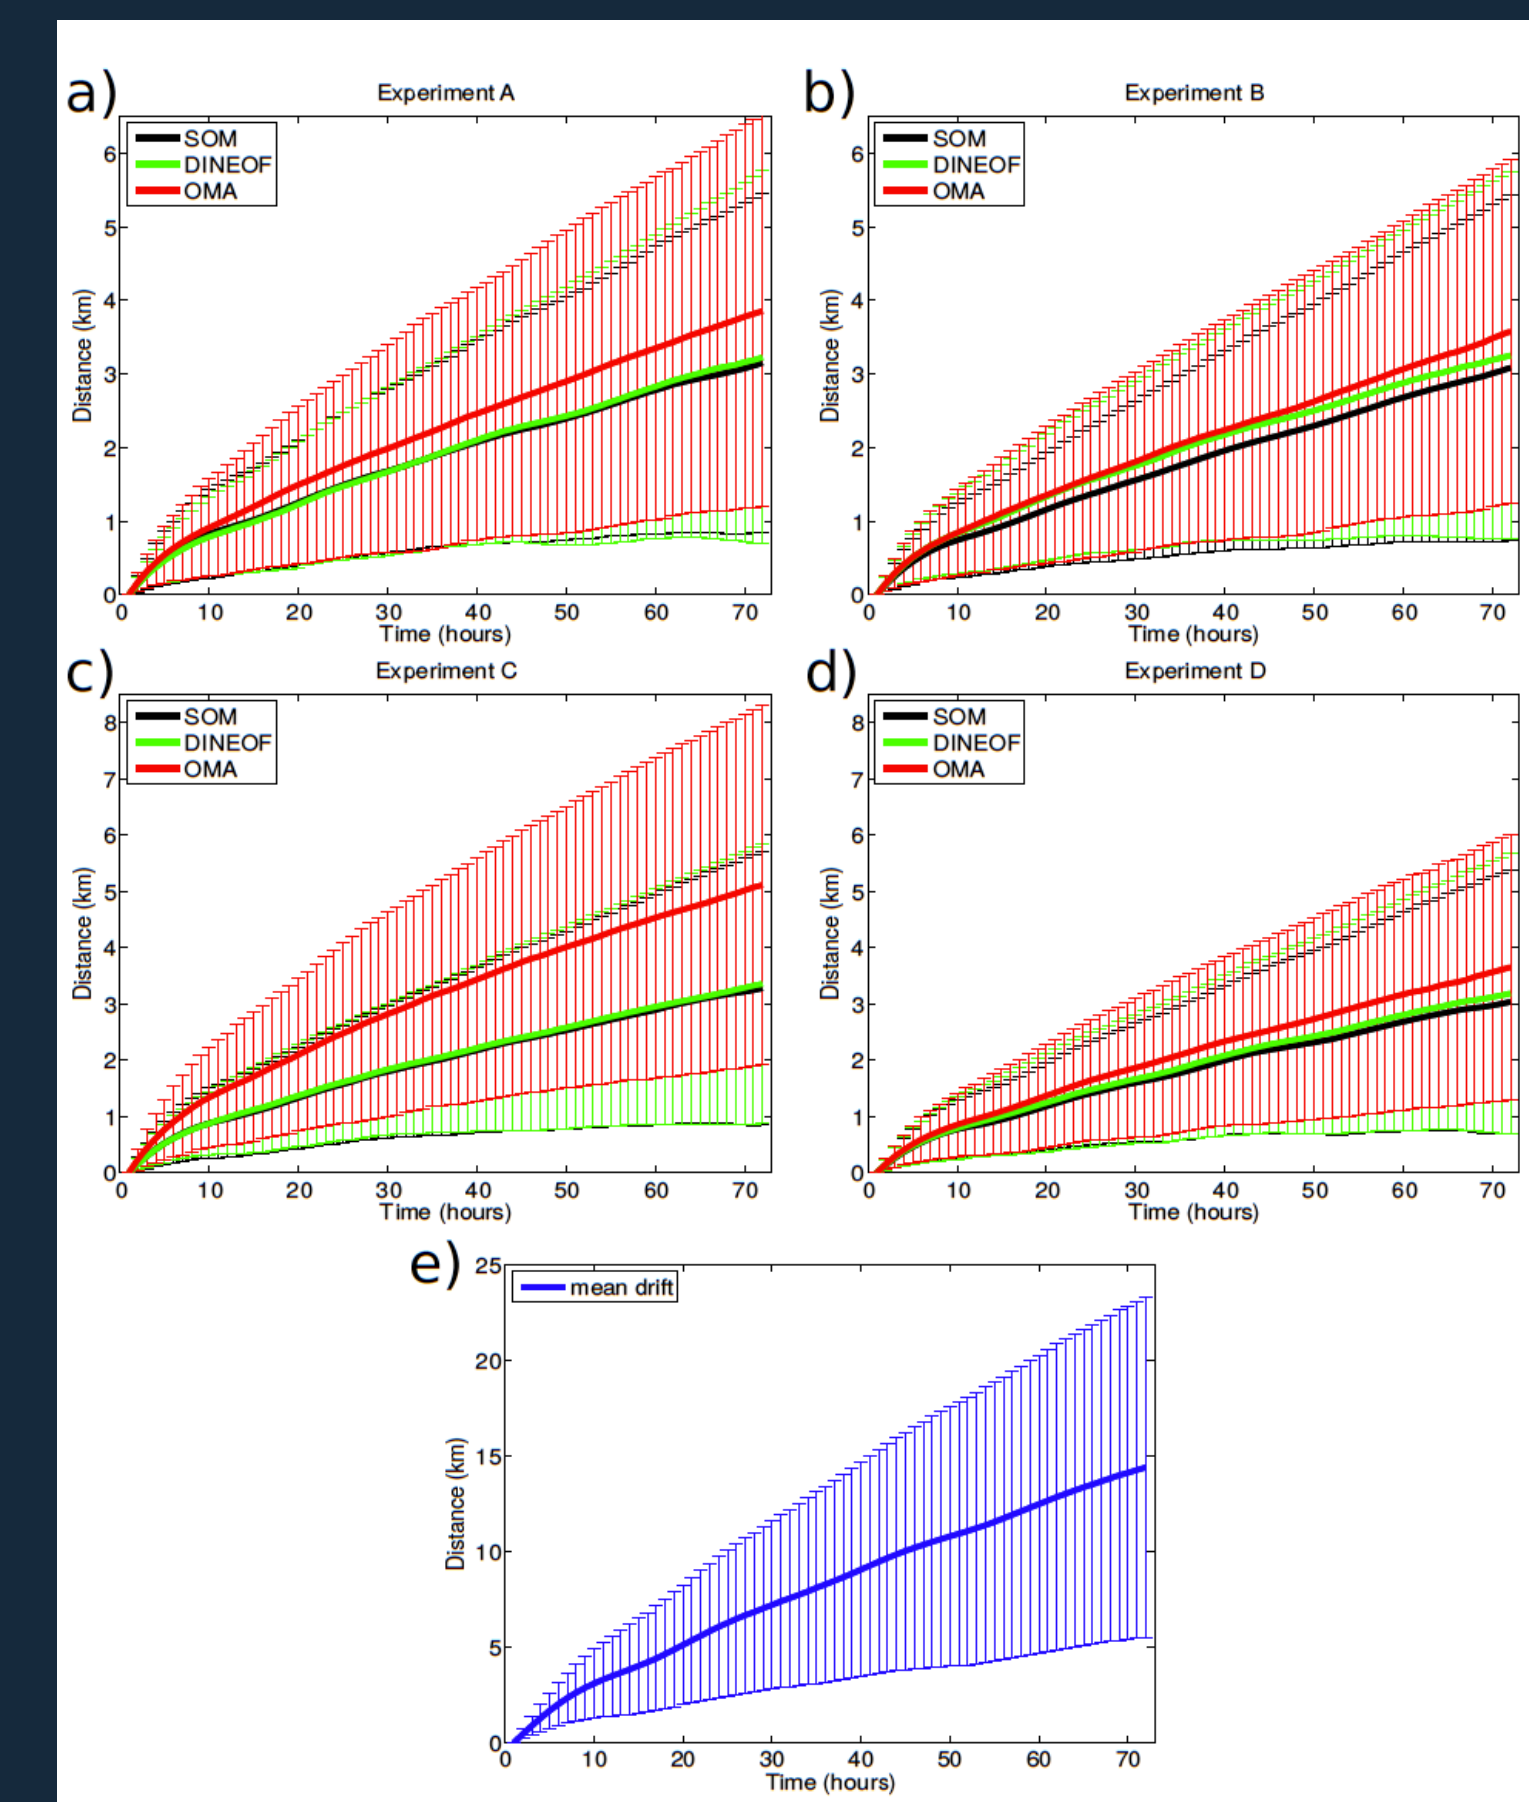 a)
Experiment A
SOM
DINEOF
OMA
Distance (km)
6
5
4
3
2
1
0
0 10 20 30 40 50 60 70
Time (hours)
b)
Experiment B
SOM
DINEOF
OMA
Distance (km)
6
5
4
3
2
1
0
0 10 20 30 40 50 60 70
Time (hours)
c)
Experiment C
SOM
DINEOF
OMA
Distance (km)
8
7
6
5
4
3
2
1
0
0 10 20 30 40 50 60 70
Time (hours)
d)
Experiment D
SOM
DINEOF
OMA
Distance (km)
8
7
6
5
4
3
2
1
0
0 10 20 30 40 50 60 70
Time (hours)
e)
mean drift
Distance (km)
25
20
15
10
5
0
0 10 20 30 40 50 60 70
Time (hours)